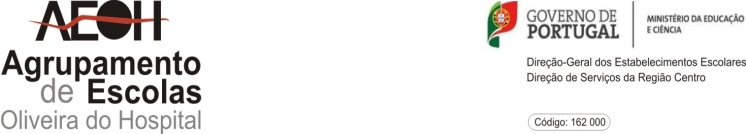 AEOH
Agrupamento
de Escolas
Oliveira do Hospital
GOVERNO DE
PORTUGAL
MINISTÉRIO DA EDUCAÇÃO
E CIÊNCIA
Direção-Geral dos Estabelecimentos Escolares
Direção de Serviços da Região Centro
Código: 162 000